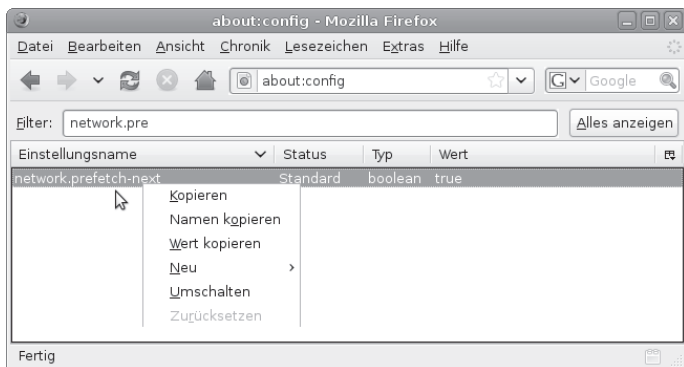 about:config - Mozilla Firefox
Datei Bearbeiten Ansicht Chronik Lesezeichen Extras Hilfe
about:config Google
Filter: network.pre Alles anzeigen
Einstellungsname Status Typ Wert
network.prefetch-next Standard boolean true
Kopieren
Namen kopieren
Wert kopieren
Neu
Umschalten
Zurücksetzen
Fertig